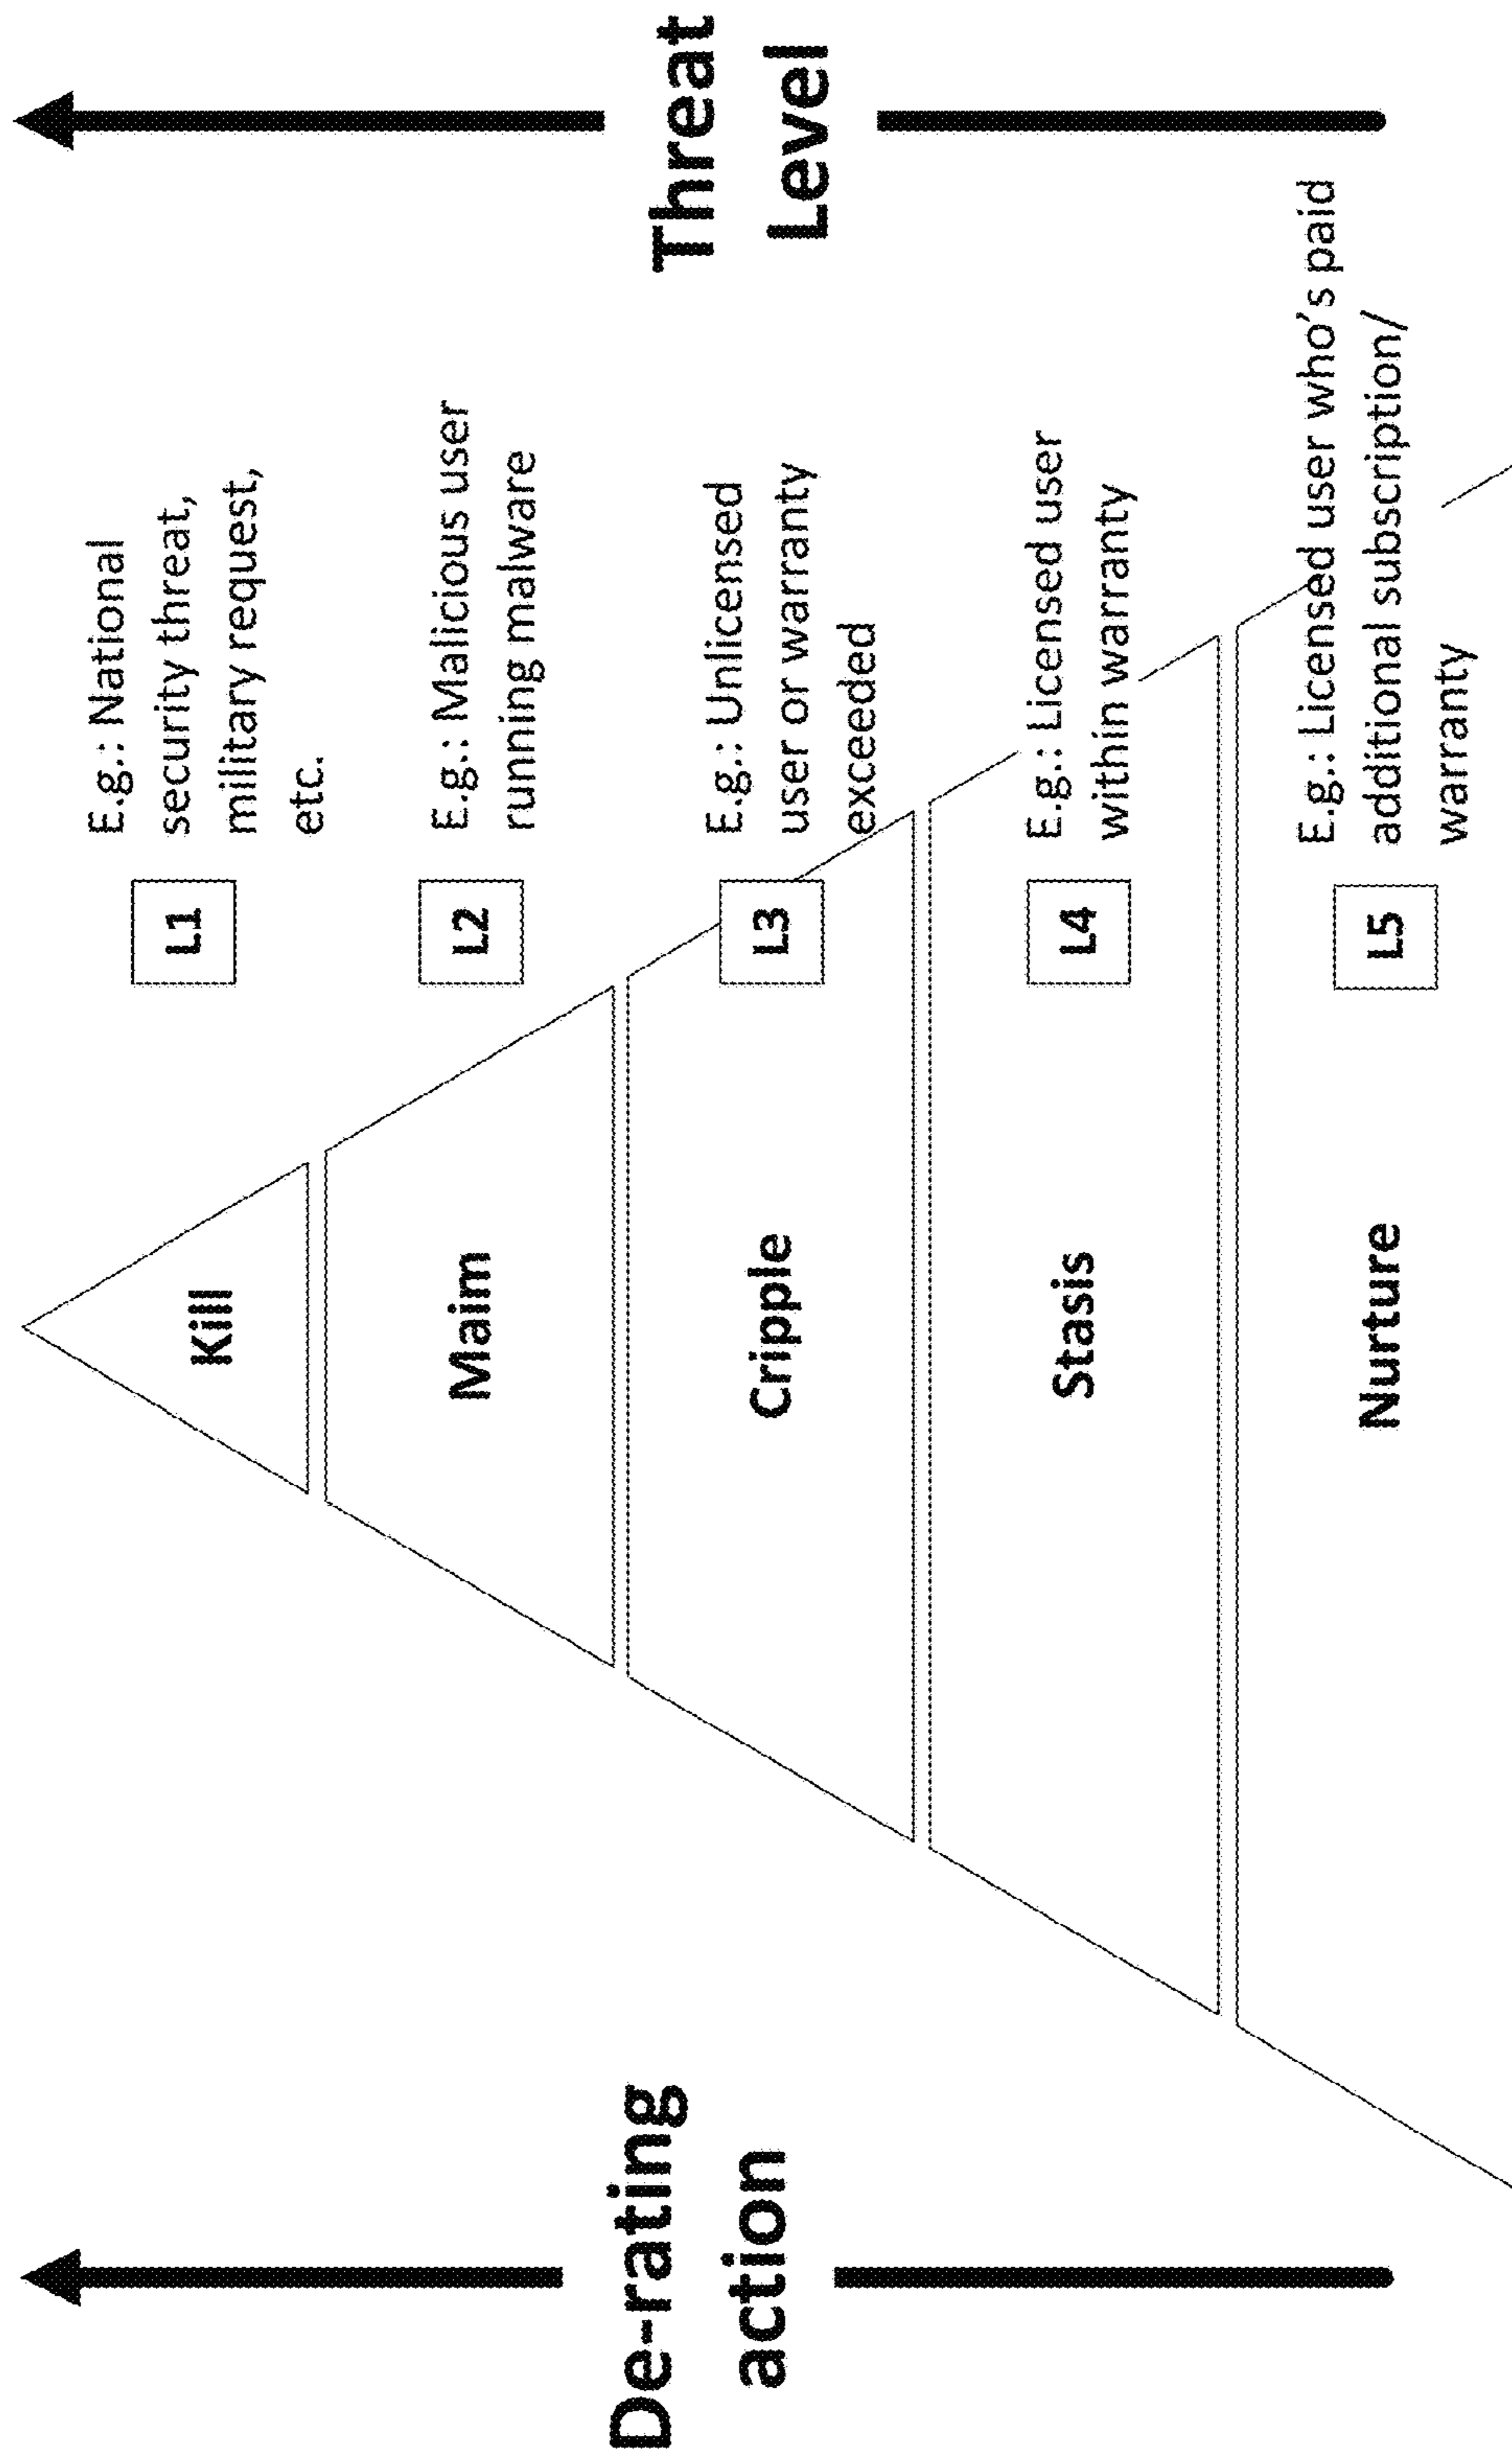 De-rating
action
Kill
Maim
Cripple
Stasis
Nurture
L1
E.g.: National
security threat,
military request,
etc.
L2
E.g.: Malicious user
running malware
L3
E.g.: Unlicensed
user or warranty
exceeded
L4
E.g.: Licensed user
within warranty
L5
E.g.: Licensed user who's paid
additional subscription/
warranty
Threat
Level